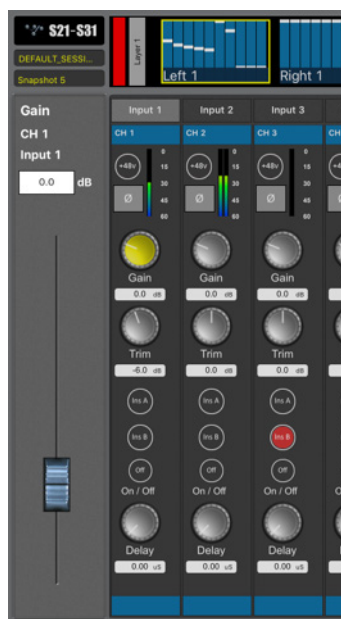 S21-S31
DEFAULT_SESSI...
Snapshot 5
Layer 1
Left 1
Right 1
Gain
CH 1
Input 1
0.0 dB
Input 1 Input 2 Input 3
CH 1 CH 2 CH 3 CH
+48v +48v +48v
0 0 0
15 15 15
30 30 30
45 45 45
60 60 60
Ø Ø Ø
Gain Gain Gain
0.0 dB 0.0 dB 0.0 dB
Trim Trim Trim
-6.0 dB 0.0 dB 0.0 dB
Ins A Ins A Ins A
Ins B Ins B Ins B
Off Off Off
On / Off On / Off On / Off
Delay Delay Delay
0.00 uS 0.00 uS 0.00 uS